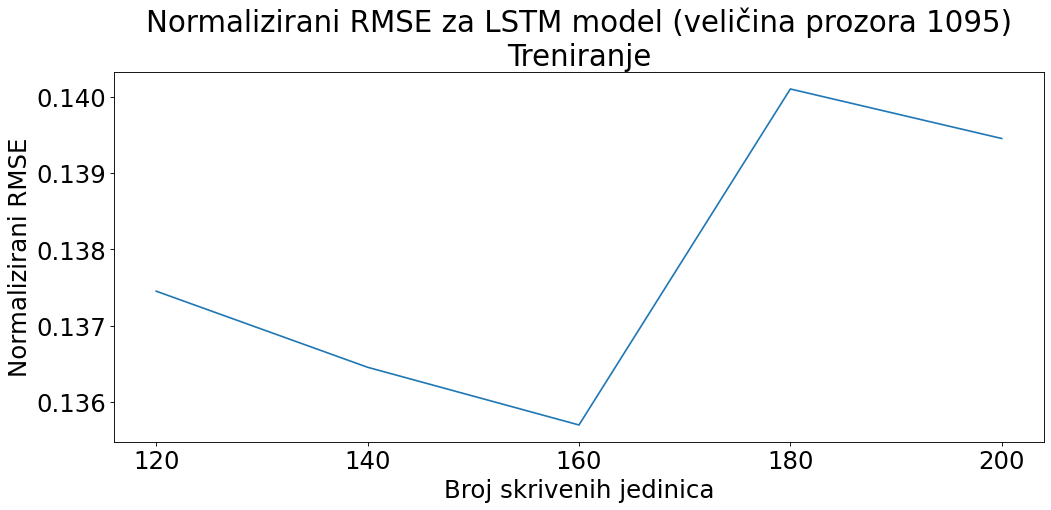 Normalizirani RMSE za LSTM model (veličina prozora 1095)
Treniranje
0.140
0.139
0.138
0.137
0.136
Normalizirani RMSE
120 140 160 180 200
Broj skrivenih jedinica